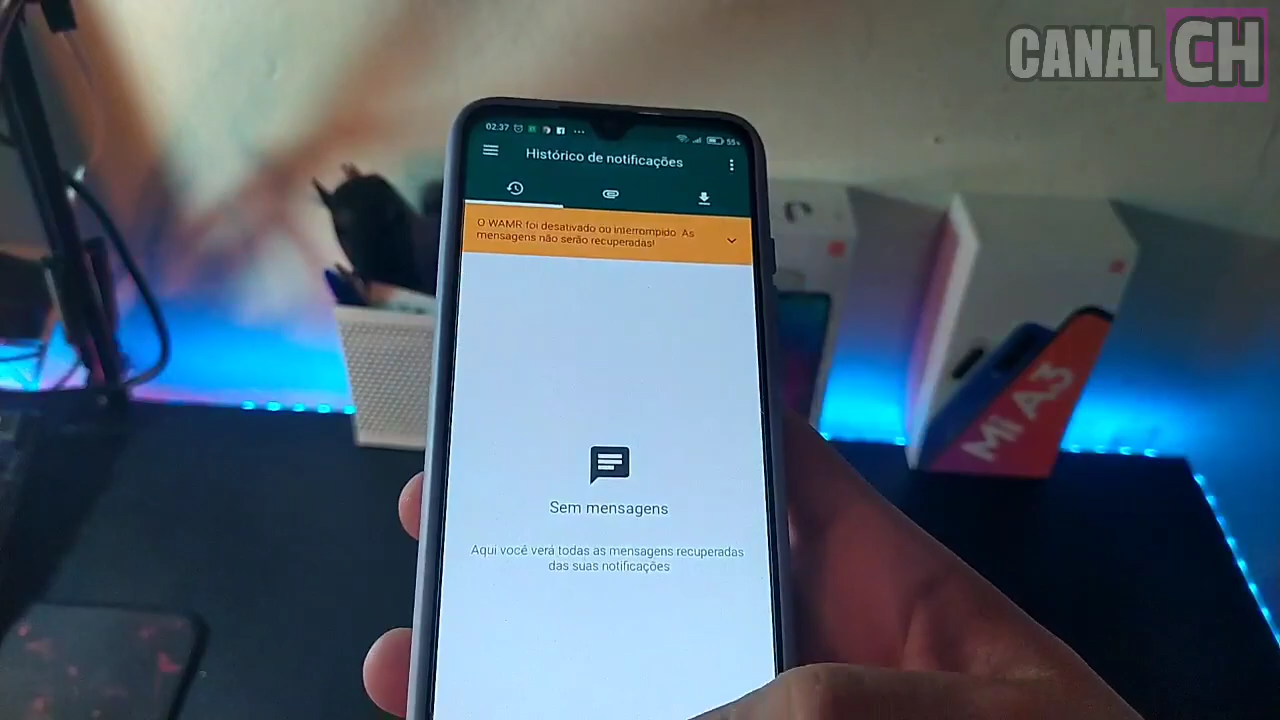 CANAL CH
02.37
55%
Histórico de notificações
O WAMR foi desativado ou interrompido. As
mensagens não serão recuperadas!
MI A3
Sem mensagens
Aqui você verá todas as mensagens recuperadas
das suas notificações